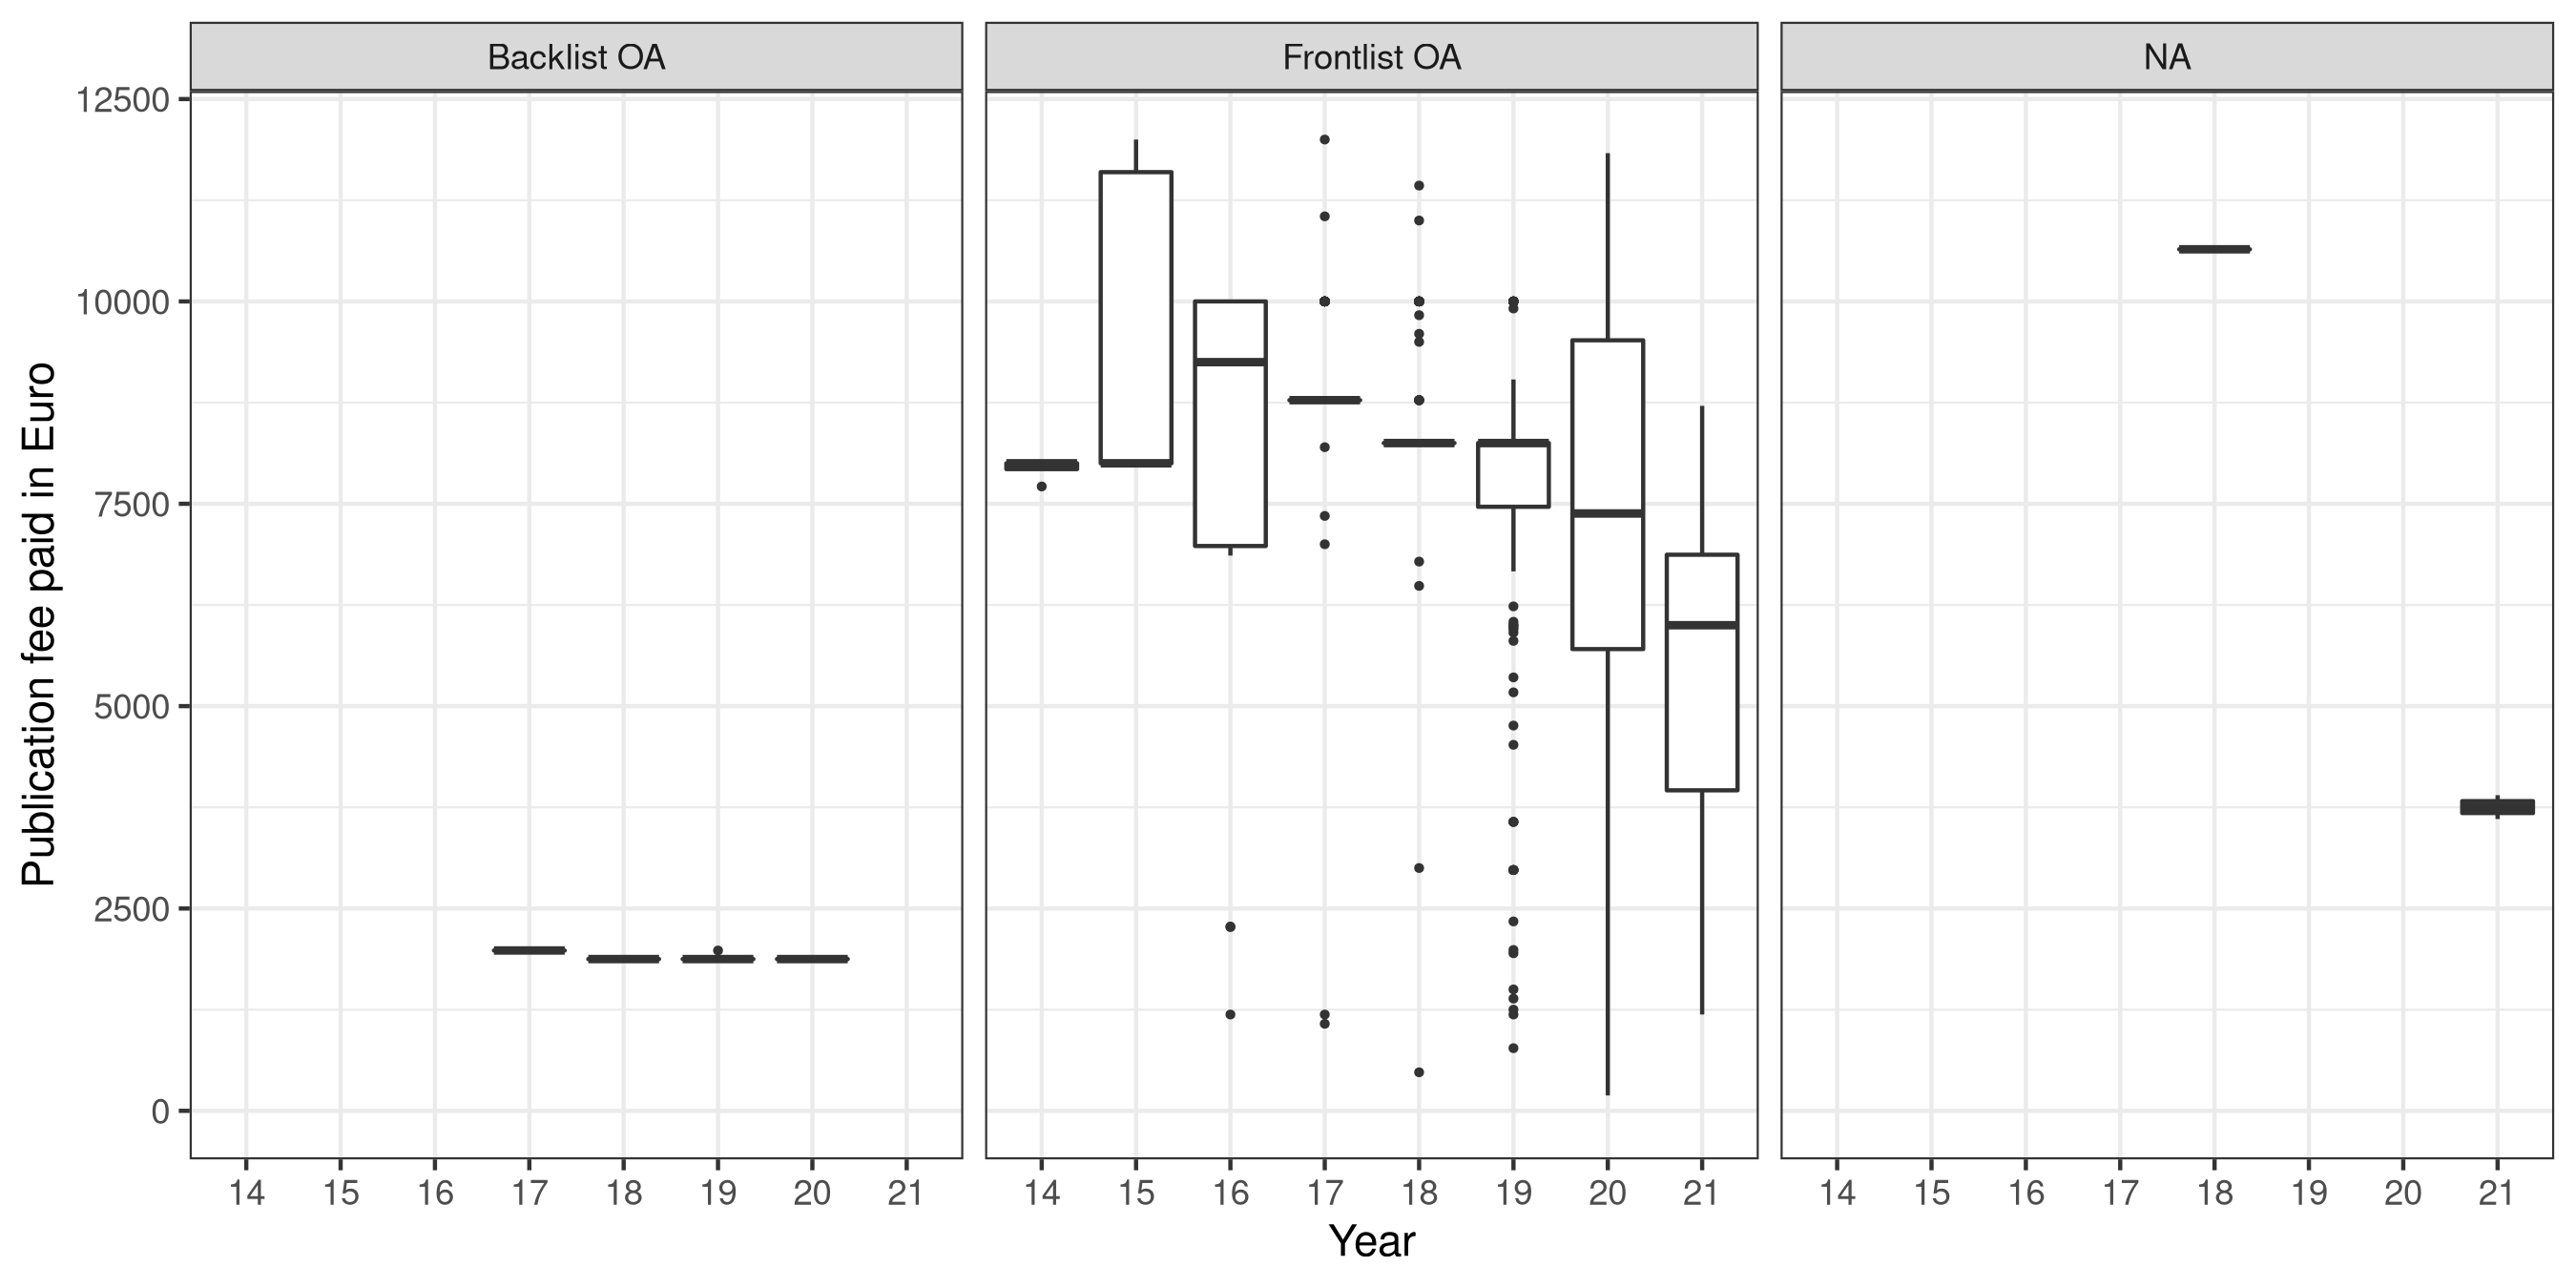 Backlist OA
Frontlist OA
NA
Publication fee paid in Euro
12500
10000
7500
5000
2500
0
14 15 16 17 18 19 20 21
14 15 16 17 18 19 20 21
14 15 16 17 18 19 20 21
Year